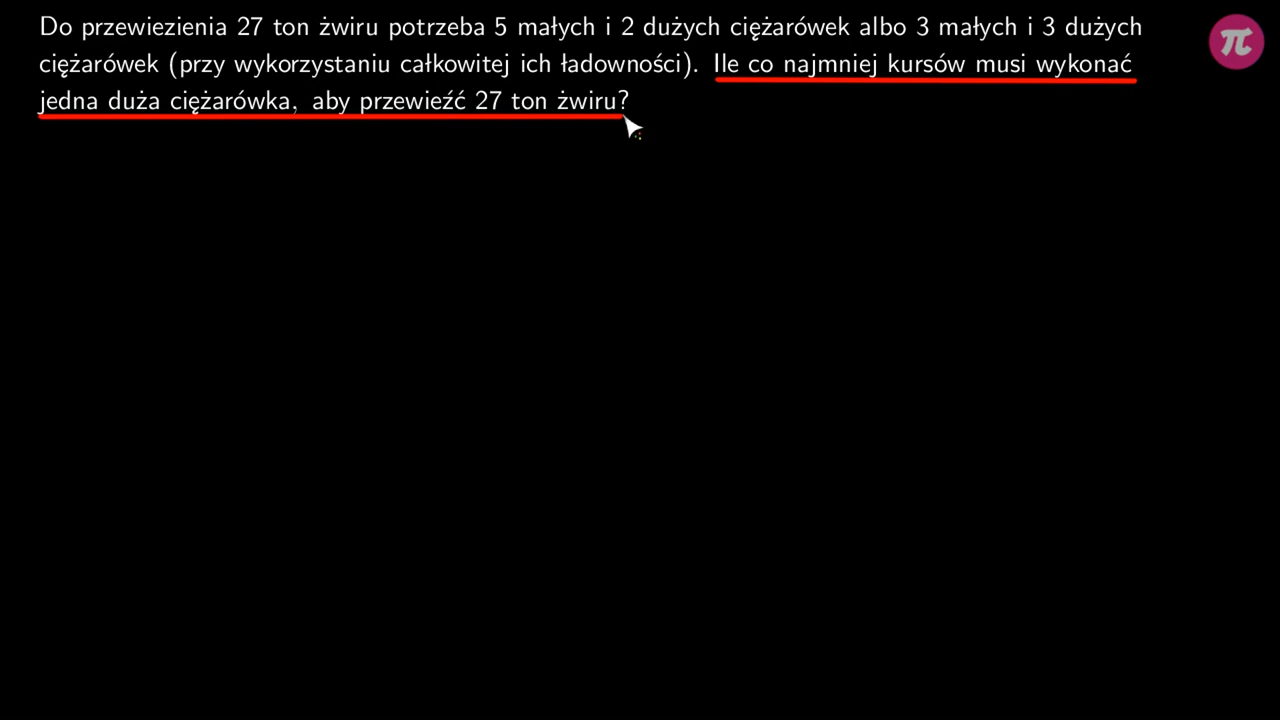 Do przewiezienia 27 ton żwiru potrzeba 5 małych i 2 dużych ciężarówek albo 3 małych i 3 dużych
ciężarówek (przy wykorzystaniu całkowitej ich ładowności). Ile co najmniej kursów musi wykonać
jedna duża ciężarówka, aby przewieźć 27 ton żwiru?
π